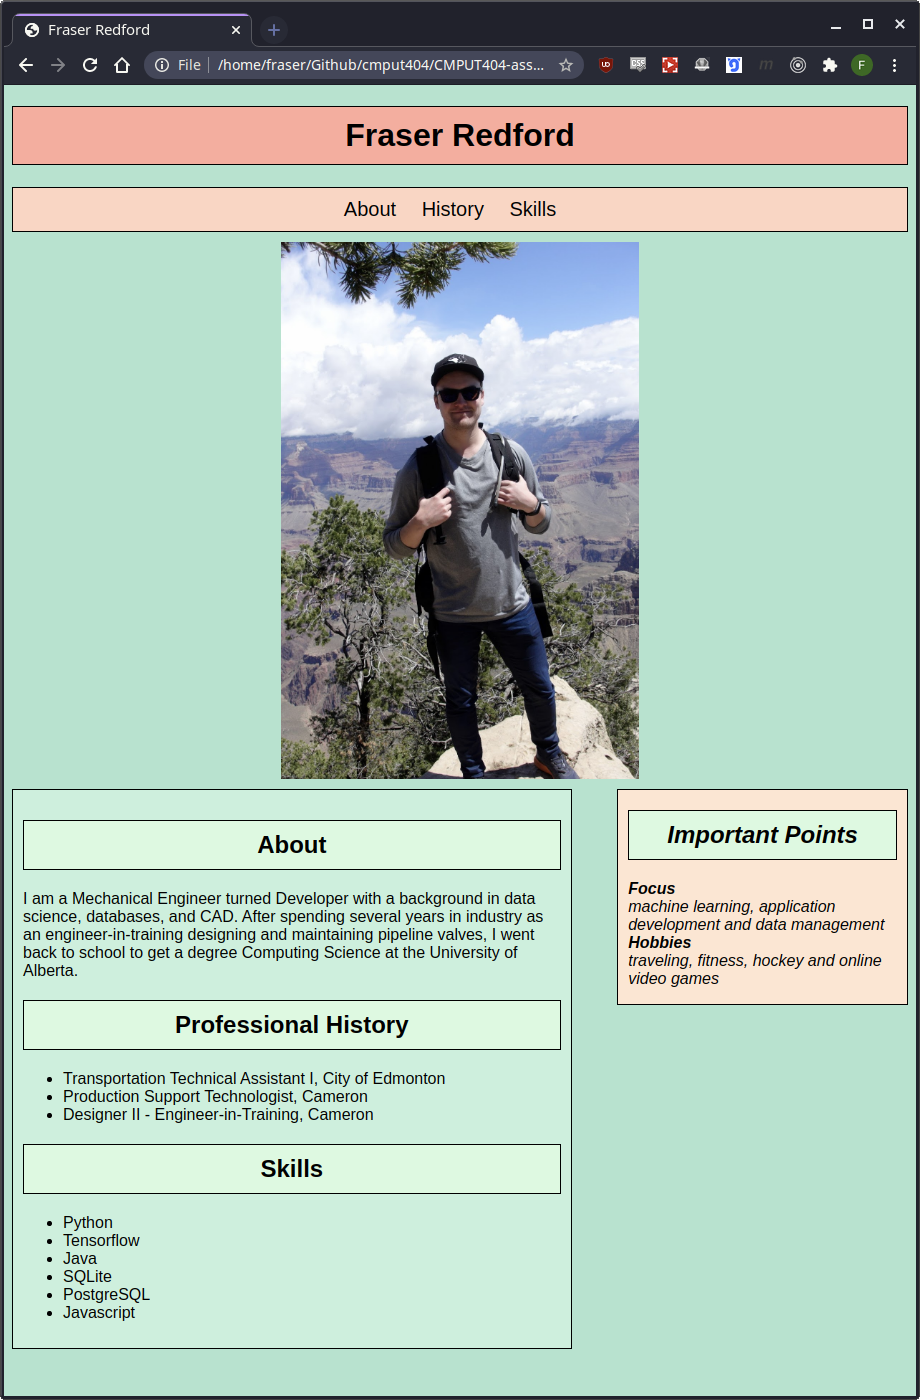 Fraser Redford
File
/home/fraser/Github/cmput404/CMPUT404-ass...
F
Fraser Redford
About History Skills
About
I am a Mechanical Engineer turned Developer with a background in data
science, databases, and CAD. After spending several years in industry as
an engineer-in-training designing and maintaining pipeline valves, I went
back to school to get a degree Computing Science at the University of
Alberta.
Professional History
Transportation Technical Assistant I, City of Edmonton
Production Support Technologist, Cameron
Designer II - Engineer-in-Training, Cameron
Skills
Python
Tensorflow
Java
SQLite
PostgreSQL
Javascript
Important Points
Focus
machine learning, application
development and data management
Hobbies
traveling, fitness, hockey and online
video games